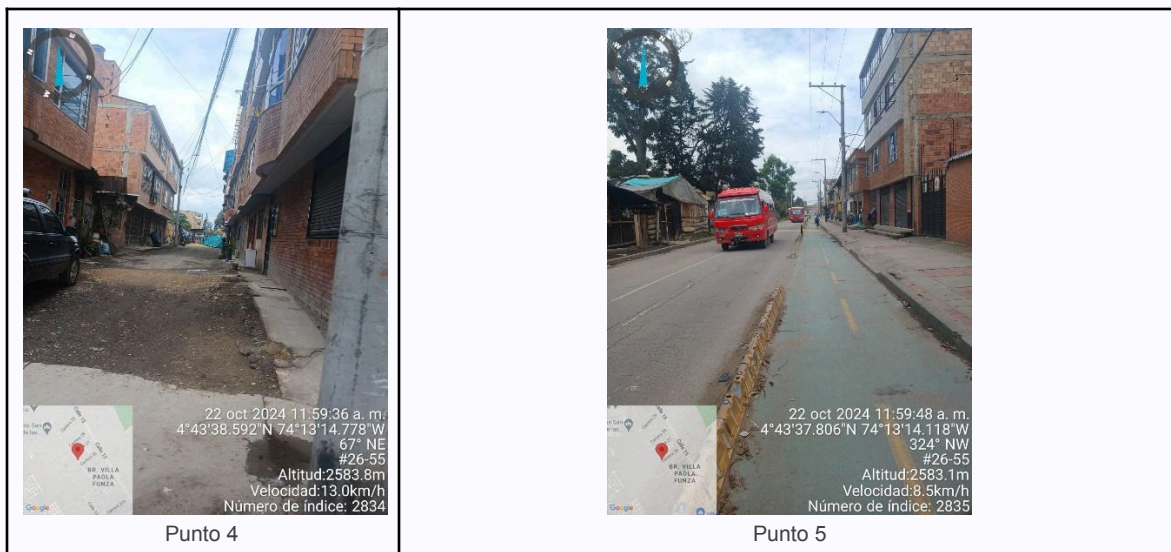 22 oct 2024 11:59:36 a. m.
4°43'38.592"N 74°13'14.778"W
67° NE
#26-55
Altitud:2583.8m
Velocidad:13.0km/h
Número de índice: 2834
BR. VILLA
PAOLA
FUNZA
Google
Punto 4
22 oct 2024 11:59:48 a. m.
4°43'37.806"N 74°13'14.118"W
324° NW
#26-55
Altitud:2583.1m
Velocidad:8.5km/h
Número de índice: 2835
BR. VILLA
PAOLA
FUNZA
Google
Punto 5